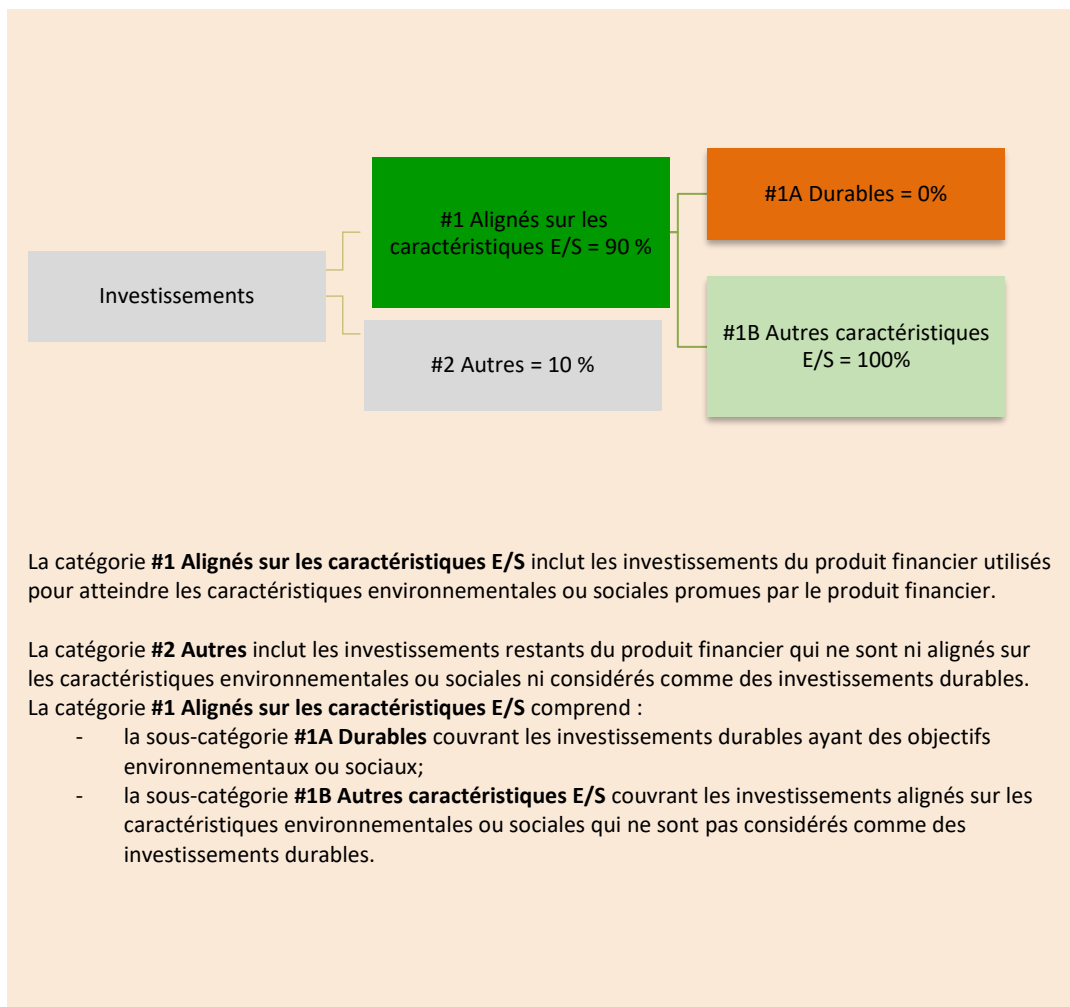 #1A Durables = 0%
#1 Alignés sur les
caractéristiques E/S = 90 %
Investissements
#1B Autres caractéristiques
E/S = 100%
#2 Autres = 10 %
La catégorie #1 Alignés sur les caractéristiques E/S inclut les investissements du produit financier utilisés
pour atteindre les caractéristiques environnementales ou sociales promues par le produit financier.
La catégorie #2 Autres inclut les investissements restants du produit financier qui ne sont ni alignés sur
les caractéristiques environnementales ou sociales ni considérés comme des investissements durables.
La catégorie #1 Alignés sur les caractéristiques E/S comprend :
- la sous-catégorie #1A Durables couvrant les investissements durables ayant des objectifs
environnementaux ou sociaux;
- la sous-catégorie #1B Autres caractéristiques E/S couvrant les investissements alignés sur les
caractéristiques environnementales ou sociales qui ne sont pas considérés comme des
investissements durables.